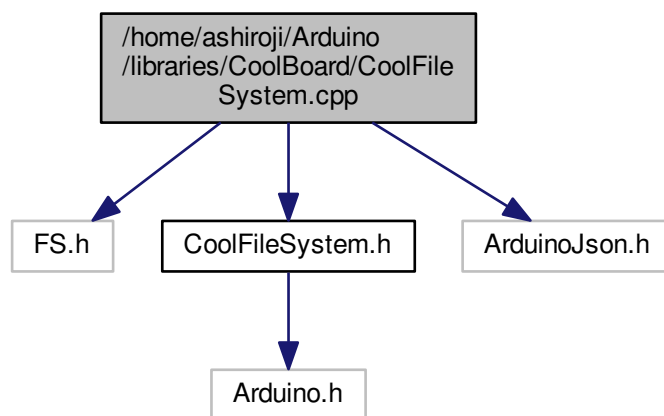 /home/ashiroji/Arduino
/libraries/CoolBoard/CoolFile
System.cpp
FS.h
CoolFileSystem.h
ArduinoJson.h
Arduino.h